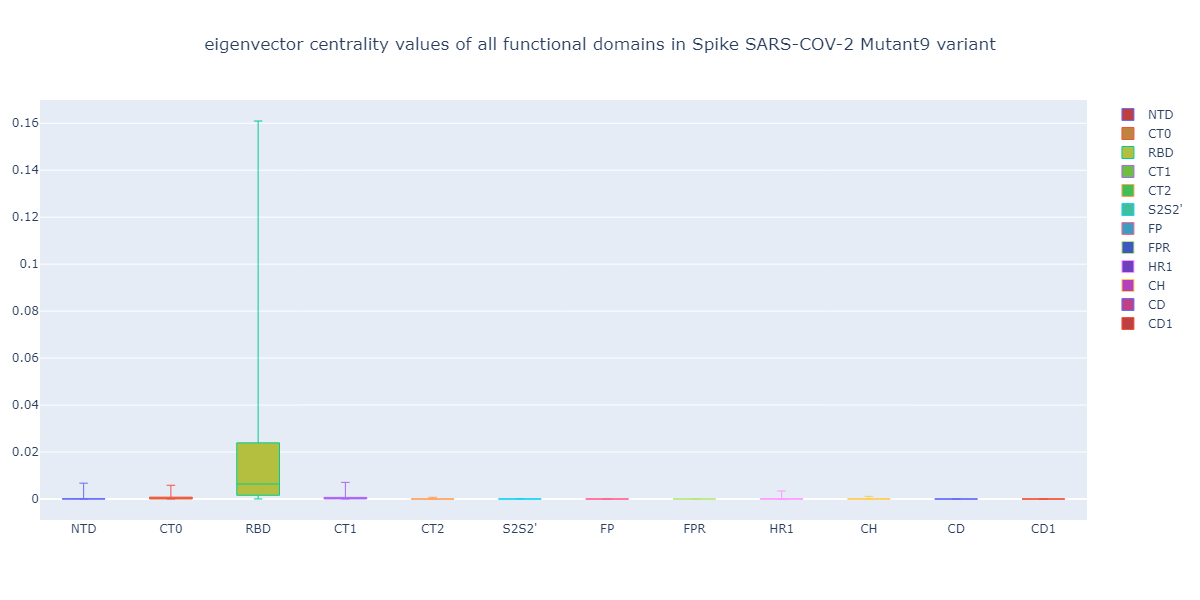 eigenvector centrality values of all functional domains in Spike SARS-COV-2 Mutant9 variant
0.16
0.14
0.12
0.1
0.08
0.06
0.04
0.02
0
NTD CT0 RBD CT1 CT2 S2S2' FP FPR HR1 CH CD CD1
NTD
CT0
RBD
CT1
CT2
S2S2'
FP
FPR
HR1
CH
CD
CD1